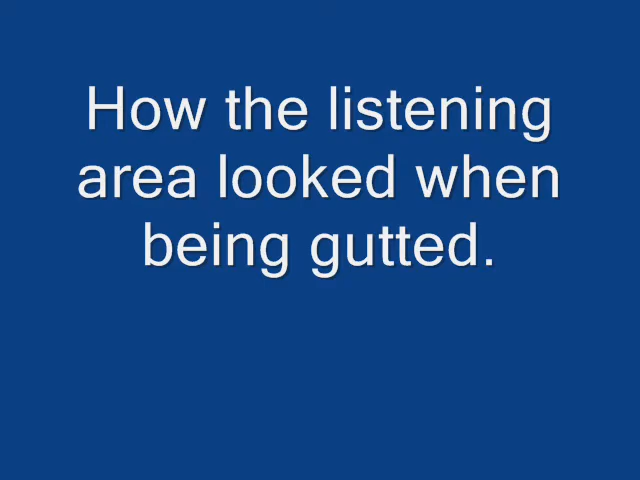 How the listening
area looked when
being gutted.